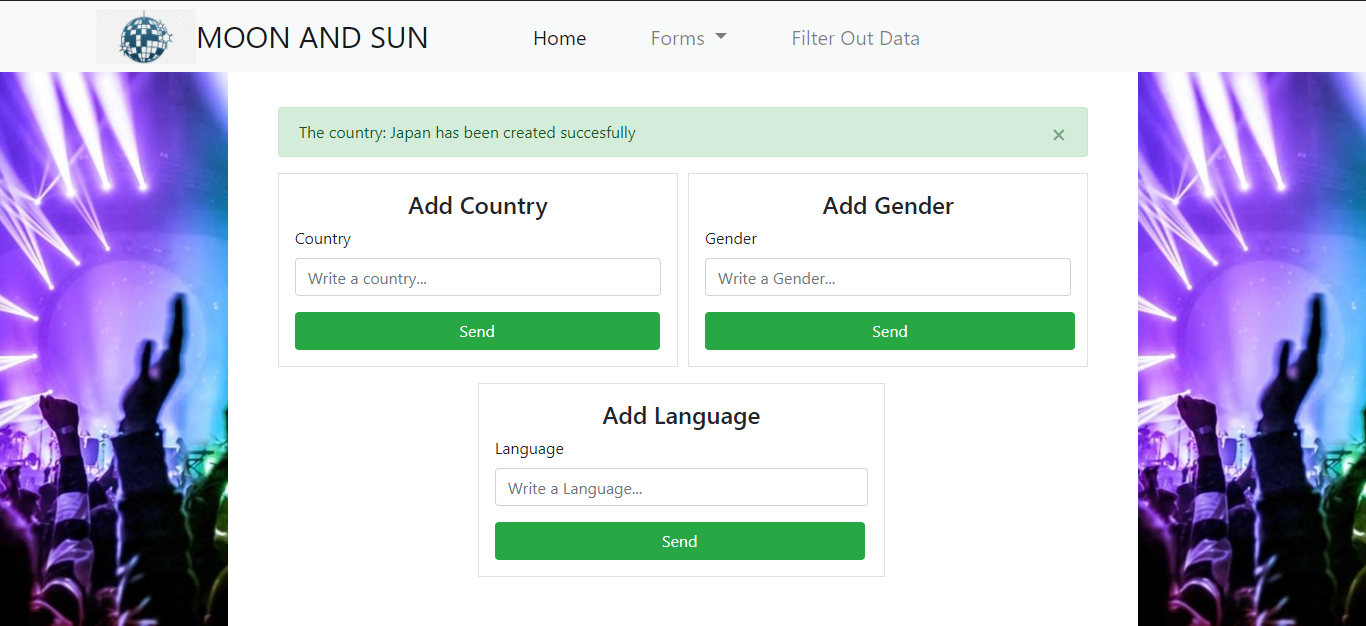 MOON AND SUN Home Forms Filter Out Data
The country: Japan has been created succesfully ×
Add Country
Country
Write a country...
Send
Add Gender
Gender
Write a Gender...
Send
Add Language
Language
Write a Language...
Send